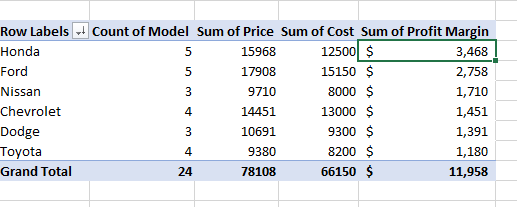 Row Labels Count of Model Sum of Price Sum of Cost Sum of Profit Margin
Honda 5 15968 12500 $ 3,468
Ford 5 17908 15150 $ 2,758
Nissan 3 9710 8000 $ 1,710
Chevrolet 4 14451 13000 $ 1,451
Dodge 3 10691 9300 $ 1,391
Toyota 4 9380 8200 $ 1,180
Grand Total 24 78108 66150 $ 11,958